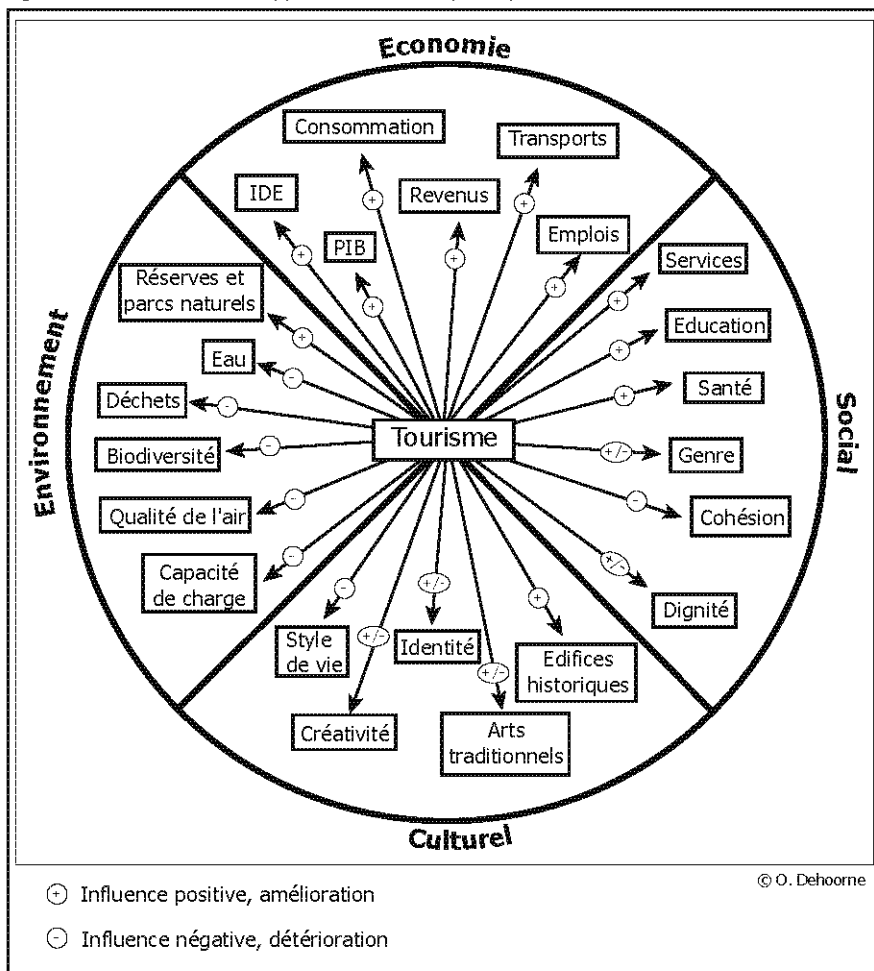 Economie
Consommation
Transports
IDE
Revenus
PIB
Emplois
Services
Réserves et
parcs naturels
Education
Eau
Santé
Déchets
Tourisme
Biodiversité
Genre
Qualité de l'air
Cohésion
Capacité
de charge
Dignité
Style
de vie
Identité
Edifices
historiques
Créativité
Arts
traditionnels
Environnement
Social
Culturel
+
+
+
+
+
+
+
+
+
+
-
-
-
-
-
+/-
-
+/-
-
+/-
+/-
+/-
+
© O. Dehoorne
+ Influence positive, amélioration
- Influence négative, détérioration